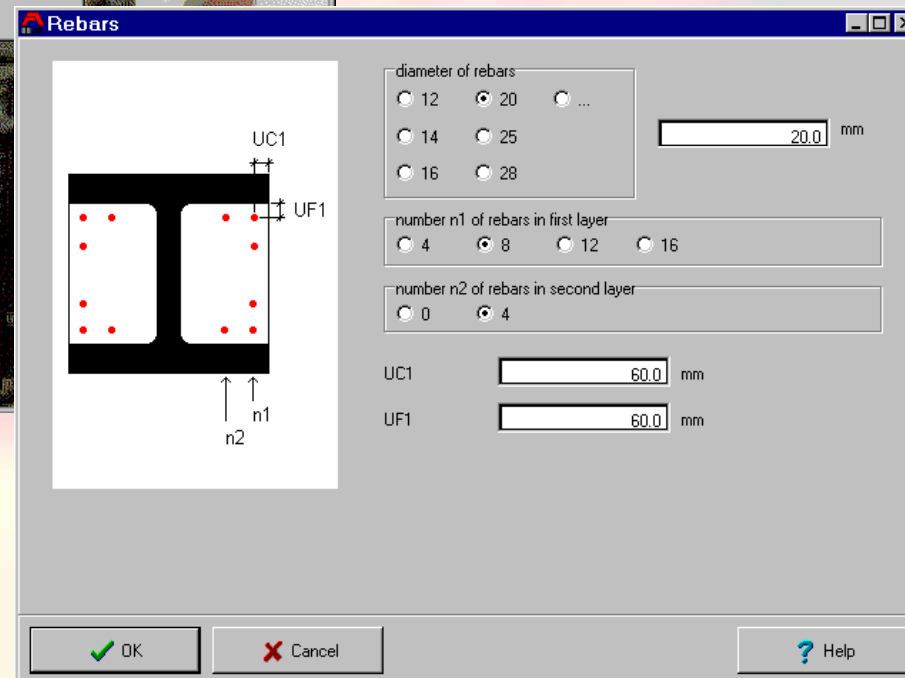 Rebars
UC1
UF1
n1
n2
diameter of rebars
12 20 ...
14 25
16 28
20.0 mm
number n1 of rebars in first layer
4 8 12 16
number n2 of rebars in second layer
0 4
UC1 60.0 mm
UF1 60.0 mm
OK Cancel Help